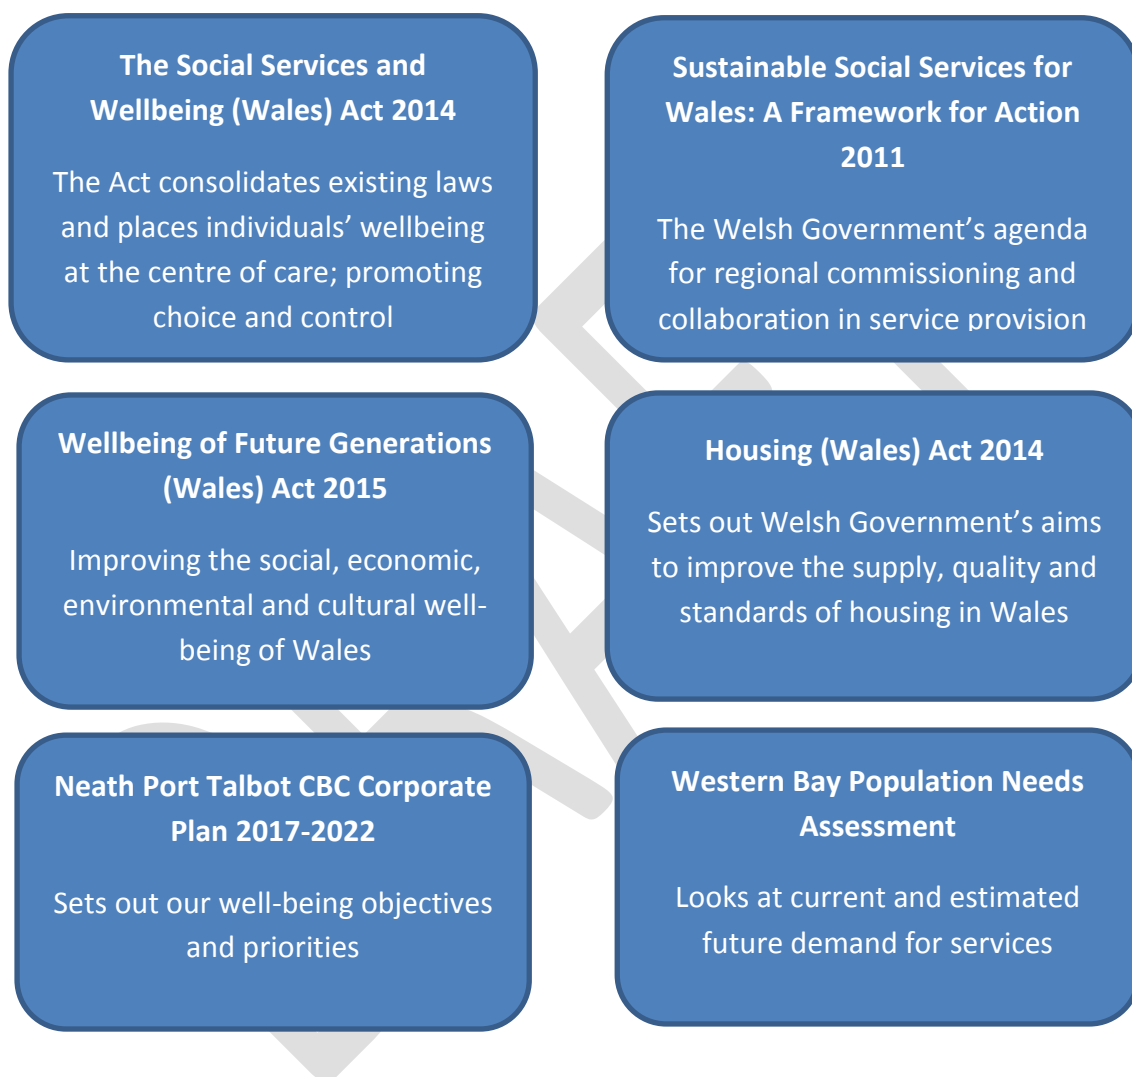 The Social Services and
Wellbeing (Wales) Act 2014
The Act consolidates existing laws
and places individuals’ wellbeing
at the centre of care; promoting
choice and control
Sustainable Social Services for
Wales: A Framework for Action
2011
The Welsh Government’s agenda
for regional commissioning and
collaboration in service provision
Wellbeing of Future Generations
(Wales) Act 2015
Improving the social, economic,
environmental and cultural well-
being of Wales
Housing (Wales) Act 2014
Sets out Welsh Government’s aims
to improve the supply, quality and
standards of housing in Wales
Neath Port Talbot CBC Corporate
Plan 2017-2022
Sets out our well-being objectives
and priorities
Western Bay Population Needs
Assessment
Looks at current and estimated
future demand for services